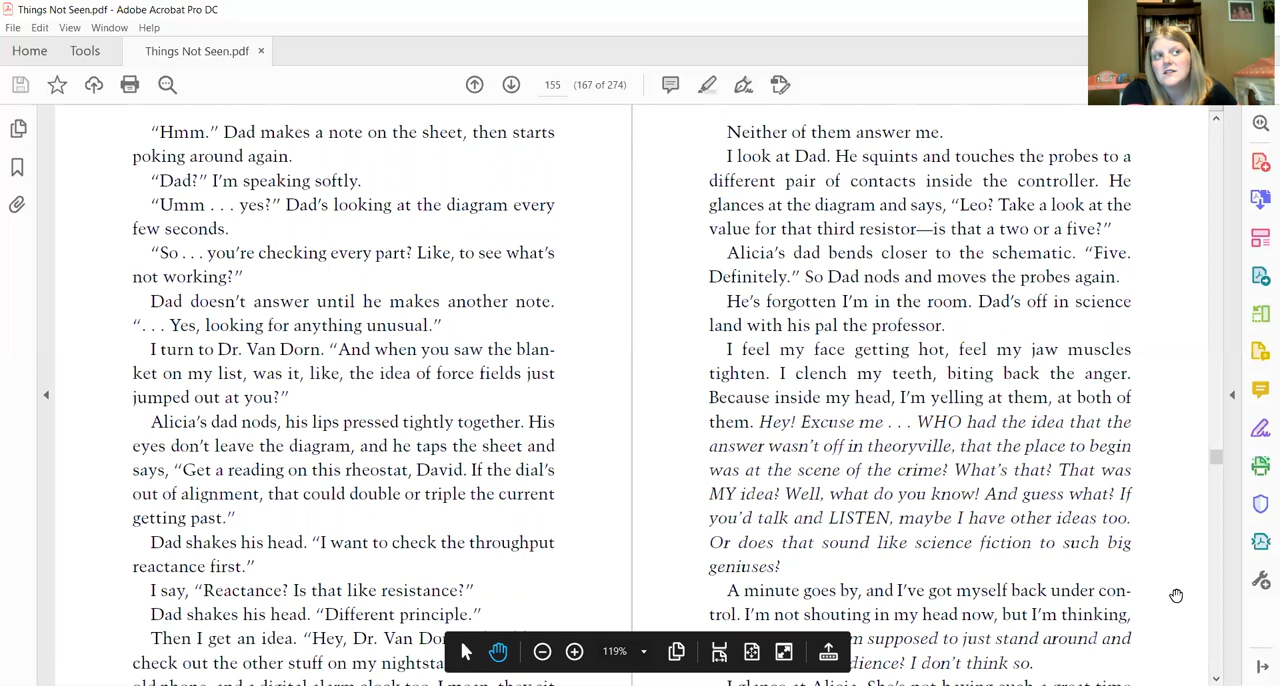 Things Not Seen.pdf - Adobe Acrobat Pro DC
File Edit View Window Help
Home Tools Things Not Seen.pdf ×
155 (167 of 274)
“Hmm.” Dad makes a note on the sheet, then starts
poking around again.
“Dad?” I’m speaking softly.
“Umm . . . yes?” Dad’s looking at the diagram every
few seconds.
“So . . . you’re checking every part? Like, to see what’s
not working?”
Dad doesn’t answer until he makes another note.
“. . . Yes, looking for anything unusual.”
I turn to Dr. Van Dorn. “And when you saw the blan-
ket on my list, was it, like, the idea of force fields just
jumped out at you?”
Alicia’s dad nods, his lips pressed tightly together. His
eyes don’t leave the diagram, and he taps the sheet and
says, “Get a reading on this rheostat, David. If the dial’s
out of alignment, that could double or triple the current
getting past.”
Dad shakes his head. “I want to check the throughput
reactance first.”
I say, “Reactance? Is that like resistance?”
Dad shakes his head. “Different principle.”
Then I get an idea. “Hey, Dr. Van Dor
check out the other stuff on my nightsta
Neither of them answer me.
I look at Dad. He squints and touches the probes to a
different pair of contacts inside the controller. He
glances at the diagram and says, “Leo? Take a look at the
value for that third resistor—is that a two or a five?”
Alicia’s dad bends closer to the schematic. “Five.
Definitely.” So Dad nods and moves the probes again.
He’s forgotten I’m in the room. Dad’s off in science
land with his pal the professor.
I feel my face getting hot, feel my jaw muscles
tighten. I clench my teeth, biting back the anger.
Because inside my head, I’m yelling at them, at both of
them. Hey! Excuse me . . . WHO had the idea that the
answer wasn’t off in theoryville, that the place to begin
was at the scene of the crime? What’s that? That was
MY idea? Well, what do you know! And guess what? If
you’d talk and LISTEN, maybe I have other ideas too.
Or does that sound like science fiction to such big
geniuses?
A minute goes by, and I’ve got myself back under con-
trol. I’m not shouting in my head now, but I’m thinking,
m supposed to just stand around and
dience? I don’t think so.
119%